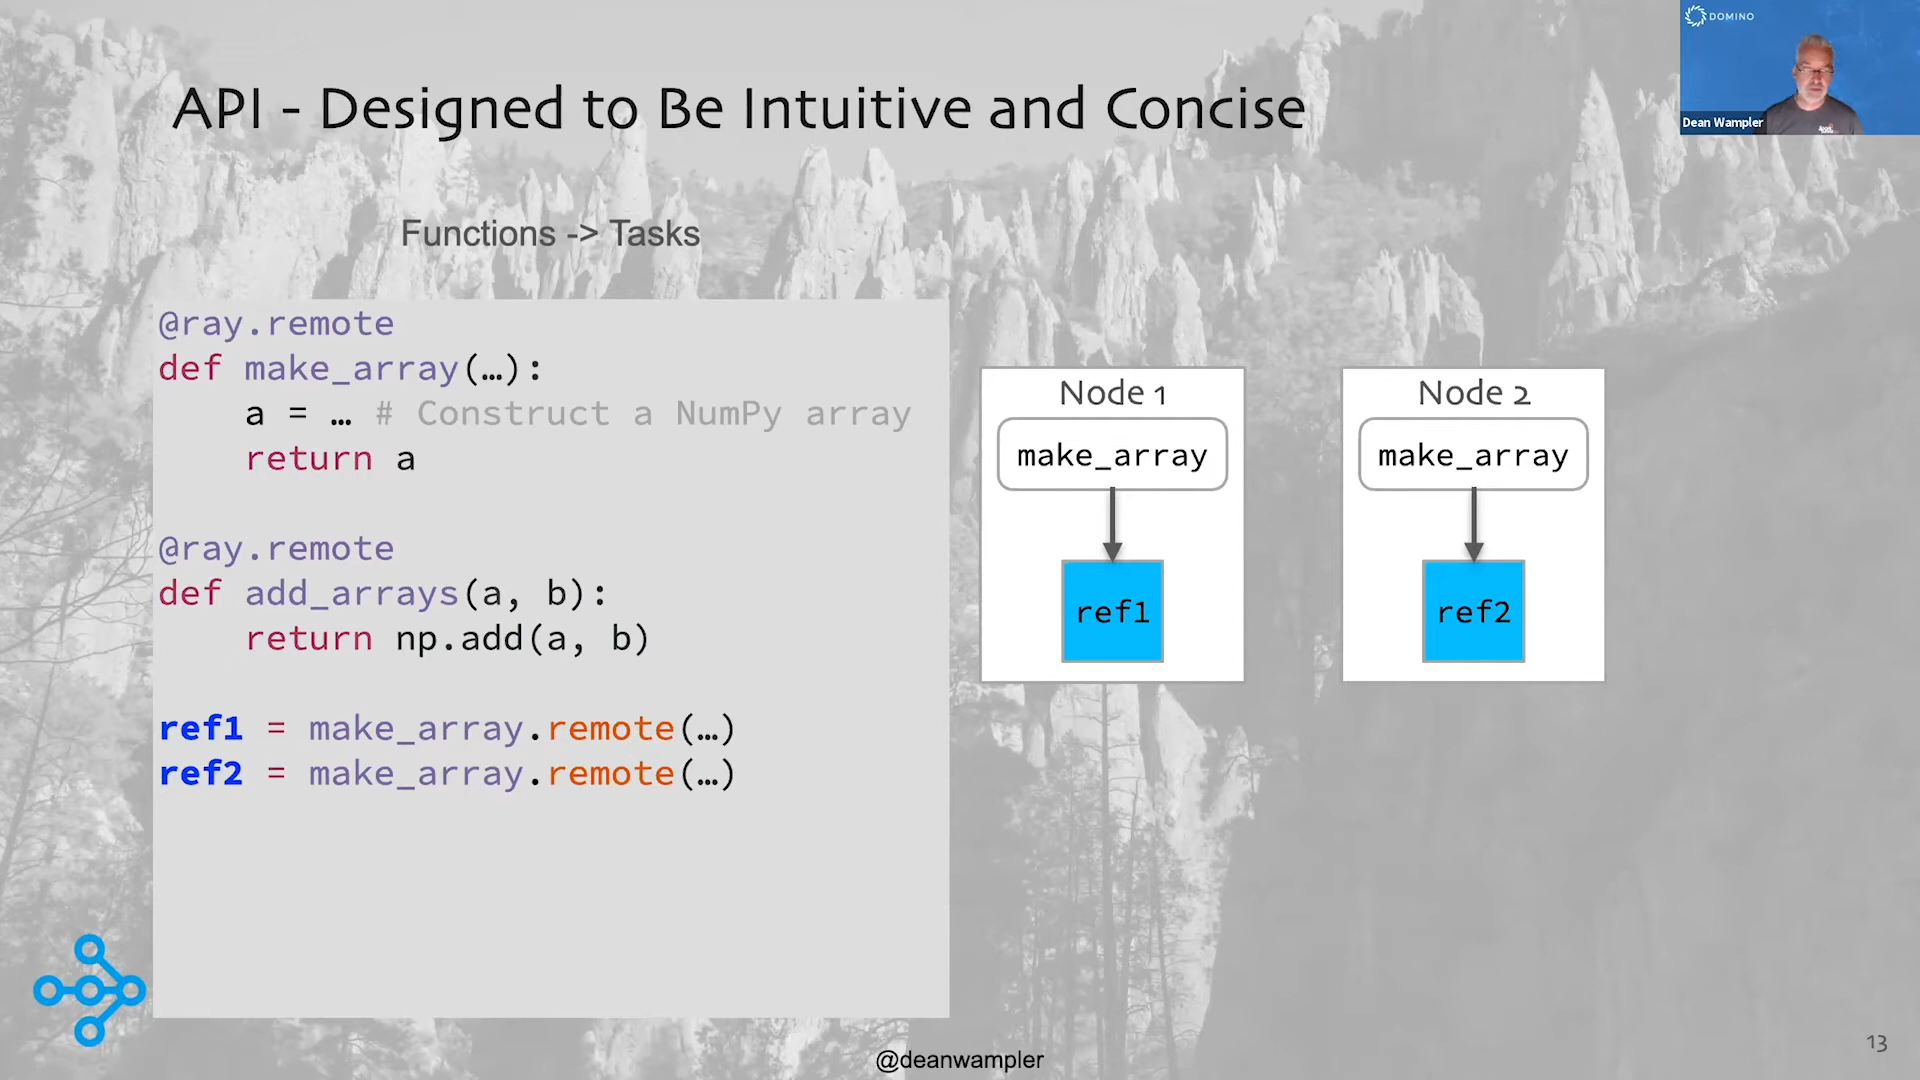 DOMINO
Dean Wampler
API - Designed to Be Intuitive and Concise
Functions -> Tasks
@ray.remote
def make_array(…):
    a = … # Construct a NumPy array
    return a
@ray.remote
def add_arrays(a, b):
    return np.add(a, b)
ref1 = make_array.remote(…)
ref2 = make_array.remote(…)
Node 1
make_array
ref1
Node 2
make_array
ref2
@deanwampler
13